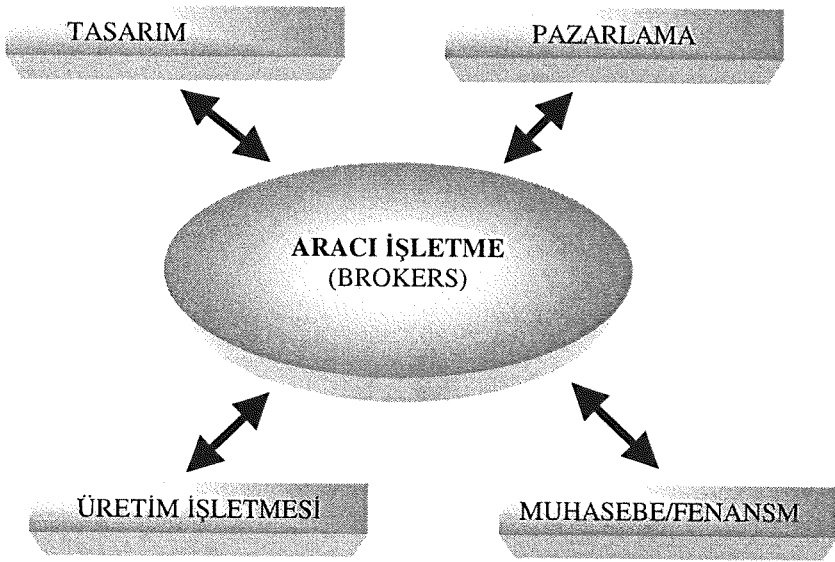 TASARIM
PAZARLAMA
ARACI İŞLETME
(BROKERS)
ÜRETİM İŞLETMESİ
MUHASEBE/FENANSM